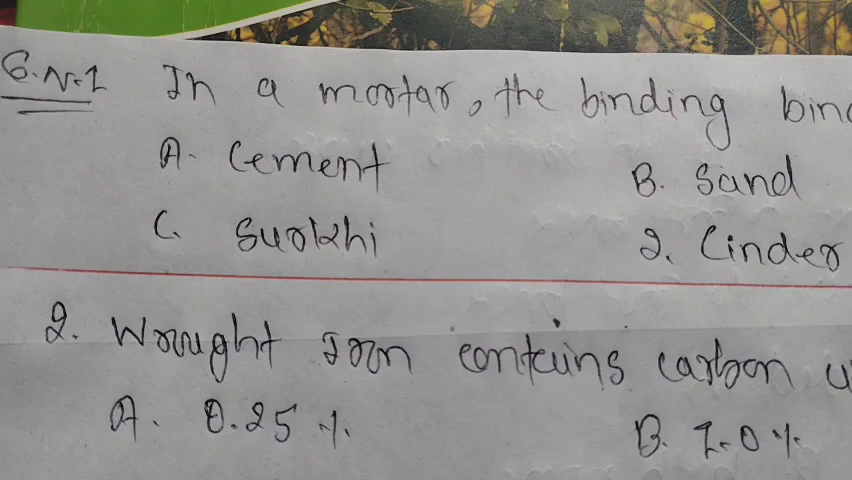 S.N.1 In a mortar, the binding
A. Cement B. Sand
C. Surkhi D. Cinder
2. Wrought Iron contains carbon
A. 0.25 % B. 1.0 %